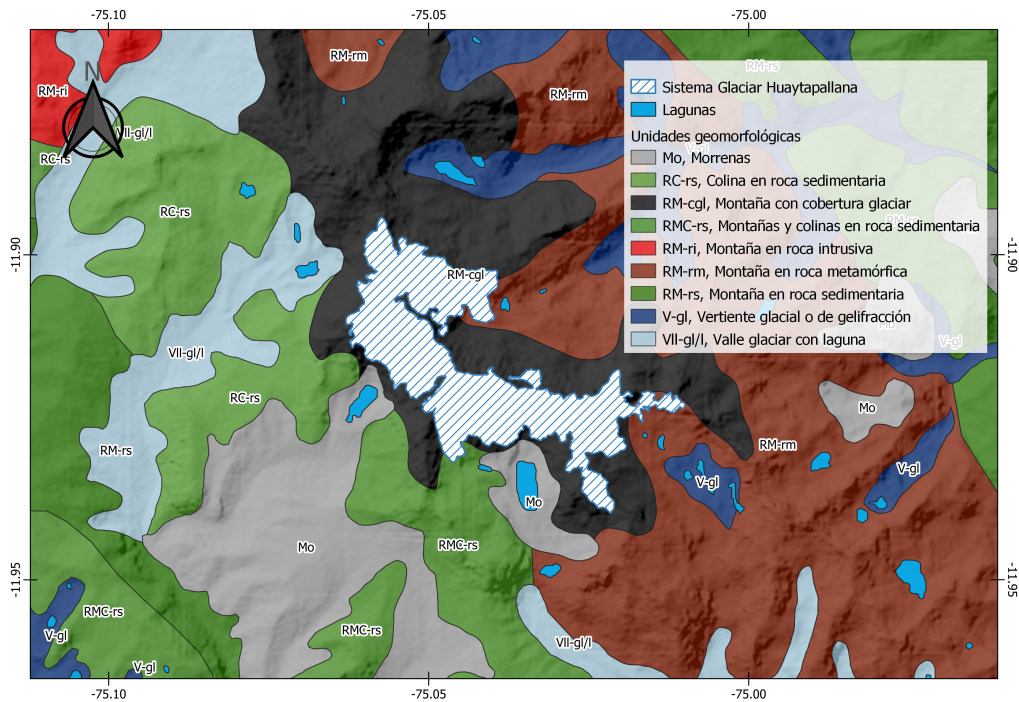 -75.10
-75.05
-75.00
RM-rm
RM-rs
N
Sistema Glaciar Huaytapallana
RM-ri
RM-rm
Lagunas
VII-gl/l
Unidades geomorfológicas
RC-rs
Mo, Morrenas
RC-rs, Colina en roca sedimentaria
RC-rs
RM-cgl, Montaña con cobertura glaciar
RMC-rs, Montañas y colinas en roca sedimentaria
-11.90
RM-ri, Montaña en roca intrusiva
-11.90
RM-cgl
RM-rm, Montaña en roca metamórfica
RM-rs, Montaña en roca sedimentaria
V-gl, Vertiente glacial o de gelifracción
Mo
VII-gl/l, Valle glaciar con laguna
V-gl
VII-gl/l
RC-rs
Mo
RM-rs
RM-rm
V-gl
V-gl
Mo
Mo
RMC-rs
-11.95
-11.95
RMC-rs
V-gl
RMC-rs
VII-gl/l
V-gl
-75.10
-75.05
-75.00